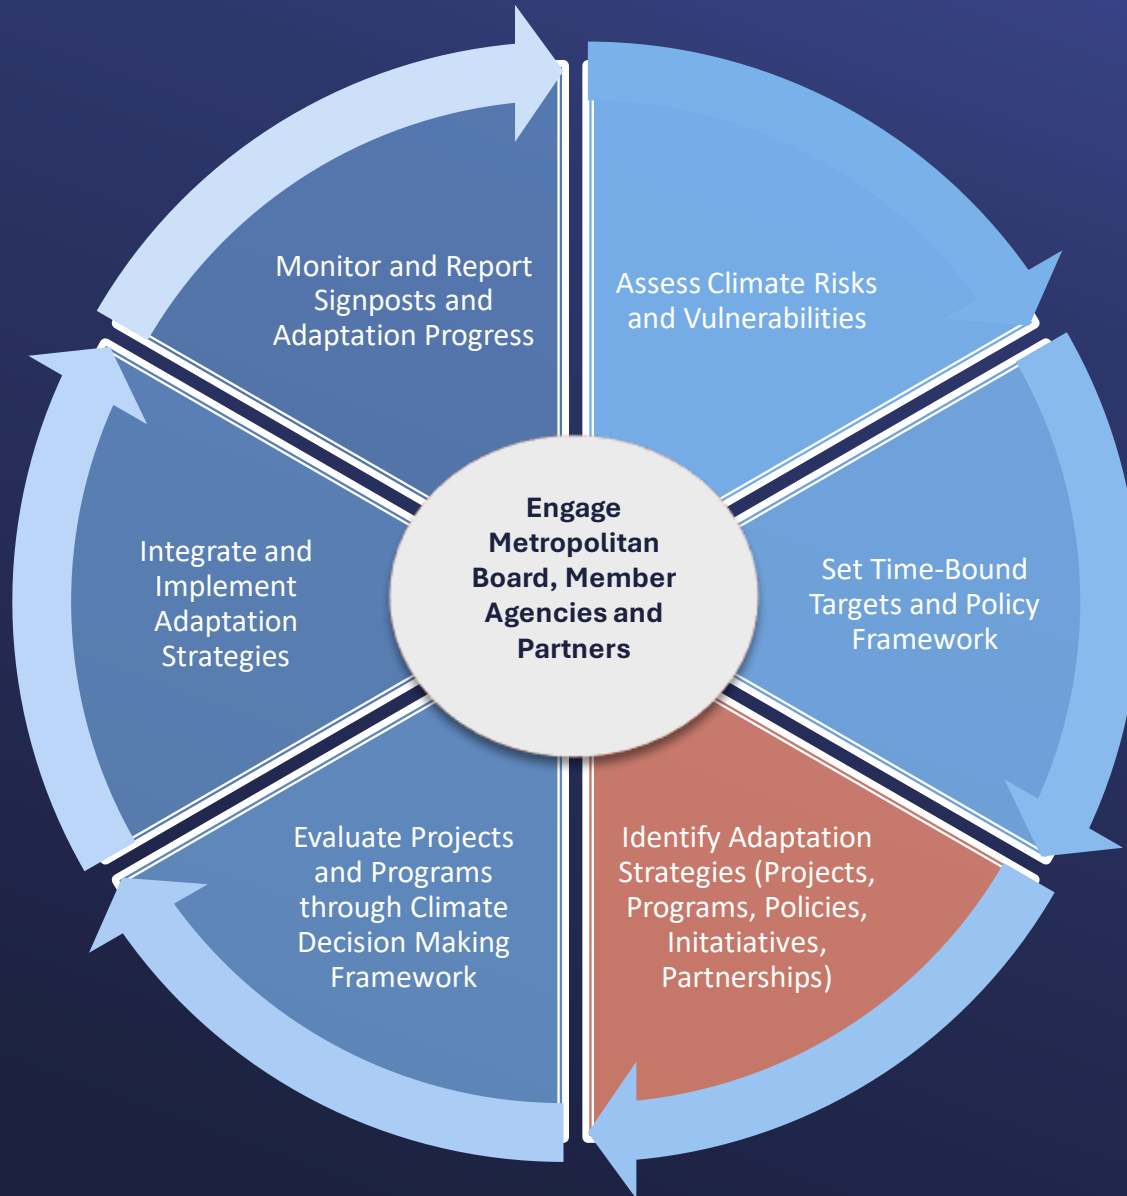 Monitor and Report
Signposts and
Adaptation Progress
Assess Climate Risks
and Vulnerabilities
Engage
Metropolitan
Board, Member
Agencies and
Partners
Integrate and
Implement
Adaptation
Strategies
Set Time-Bound
Targets and Policy
Framework
Evaluate Projects
and Programs
through Climate
Decision Making
Framework
Identify Adaptation
Strategies (Projects,
Programs, Policies,
Initatiatives,
Partnerships)